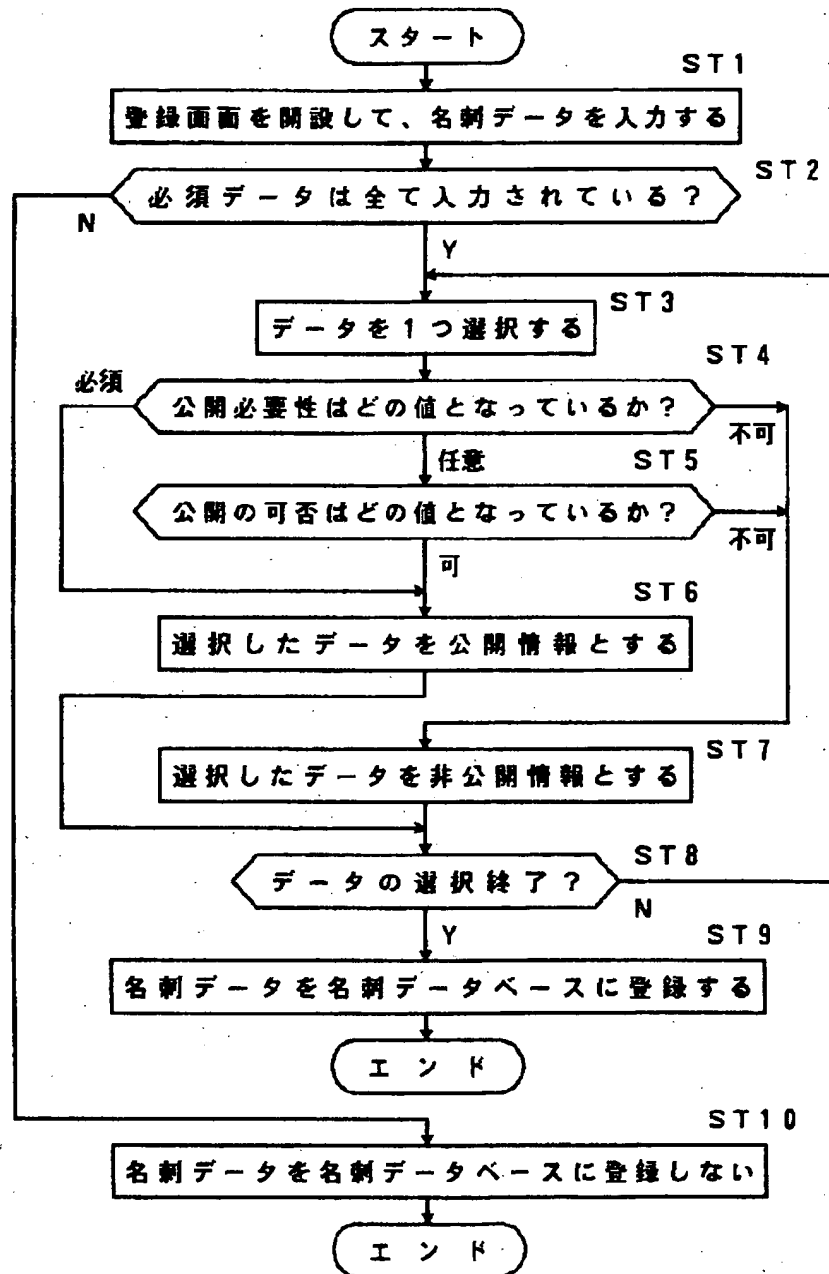 スタート
ST1
登録画面を開設して、名刺データを入力する
ST2
必須データは全て入力されている？
N
Y
ST3
データを1つ選択する
ST4
必須
公開必要性はどの値となっているか？
不可
任意
ST5
公開の可否はどの値となっているか？
不可
可
ST6
選択したデータを公開情報とする
ST7
選択したデータを非公開情報とする
ST8
データの選択終了？
N
Y
ST9
名刺データを名刺データベースに登録する
エンド
ST10
名刺データを名刺データベースに登録しない
エンド